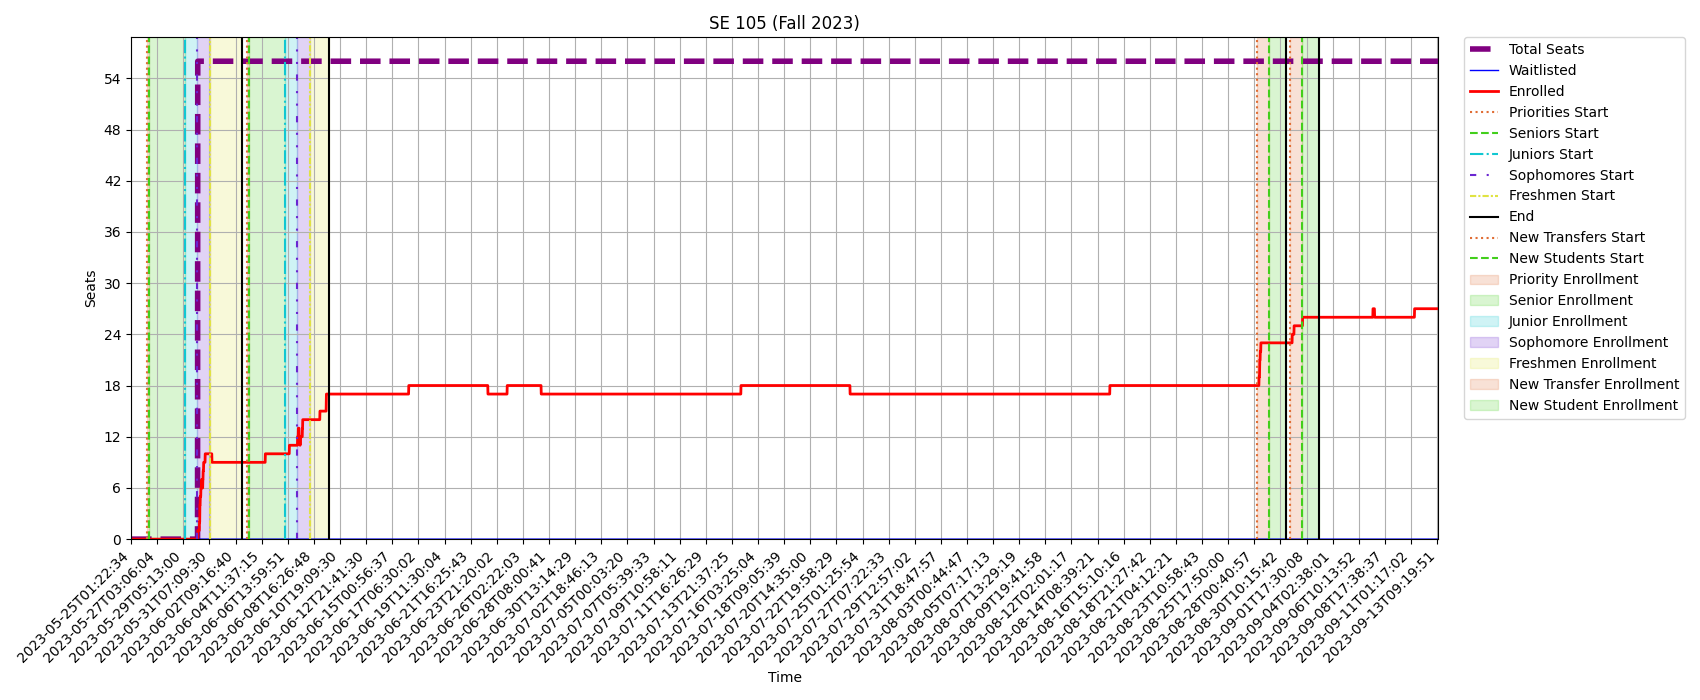 SE 105 (Fall 2023)
Seats
54
48
42
36
30
24
18
12
6
0
2023-05-25T01:22:34
2023-05-27T03:06:04
2023-05-29T05:13:00
2023-05-31T07:09:30
2023-06-02T09:16:40
2023-06-04T11:37:15
2023-06-06T13:59:51
2023-06-08T16:26:48
2023-06-10T19:09:30
2023-06-12T21:41:30
2023-06-15T00:56:37
2023-06-17T06:30:02
2023-06-19T11:30:04
2023-06-21T16:25:43
2023-06-23T21:20:02
2023-06-26T02:22:03
2023-06-28T08:00:41
2023-06-30T13:14:29
2023-07-02T18:46:13
2023-07-05T00:03:20
2023-07-07T05:39:33
2023-07-09T10:58:11
2023-07-11T16:26:29
2023-07-13T21:37:25
2023-07-16T03:25:04
2023-07-18T09:05:39
2023-07-20T14:35:00
2023-07-22T19:58:29
2023-07-25T01:25:54
2023-07-27T07:22:33
2023-07-29T12:57:02
2023-07-31T18:47:57
2023-08-03T00:44:47
2023-08-05T07:17:13
2023-08-07T13:29:19
2023-08-09T19:41:58
2023-08-12T02:01:17
2023-08-14T08:39:21
2023-08-16T15:10:16
2023-08-18T21:27:42
2023-08-21T04:12:21
2023-08-23T10:58:43
2023-08-25T17:50:00
2023-08-28T00:40:57
2023-08-30T10:15:42
2023-09-01T17:30:08
2023-09-04T02:38:01
2023-09-06T10:13:52
2023-09-08T17:38:37
2023-09-11T01:17:02
2023-09-13T09:19:51
Time
Total Seats
Waitlisted
Enrolled
Priorities Start
Seniors Start
Juniors Start
Sophomores Start
Freshmen Start
End
New Transfers Start
New Students Start
Priority Enrollment
Senior Enrollment
Junior Enrollment
Sophomore Enrollment
Freshmen Enrollment
New Transfer Enrollment
New Student Enrollment